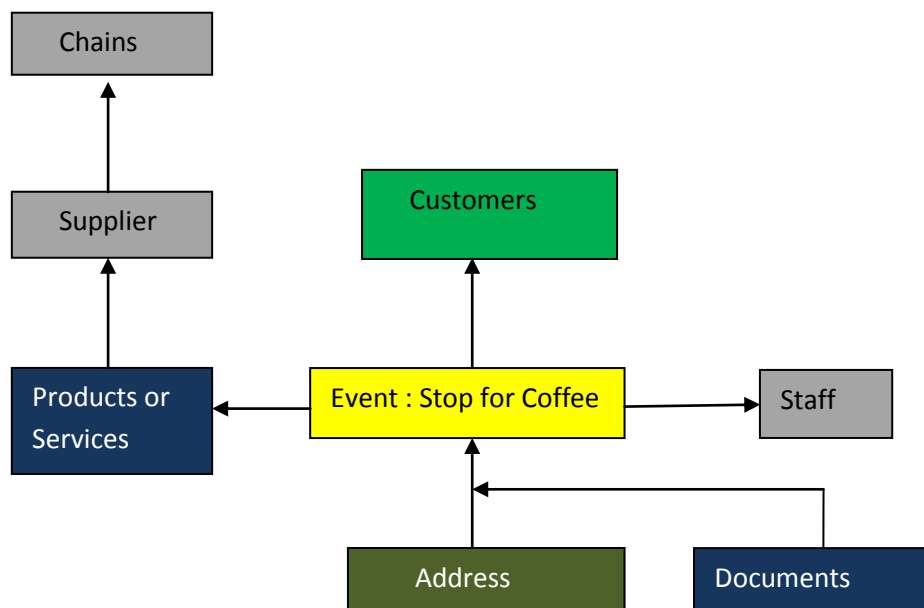 Chains
Supplier
Customers
Products or
Services
Event : Stop for Coffee
Staff
Address
Documents